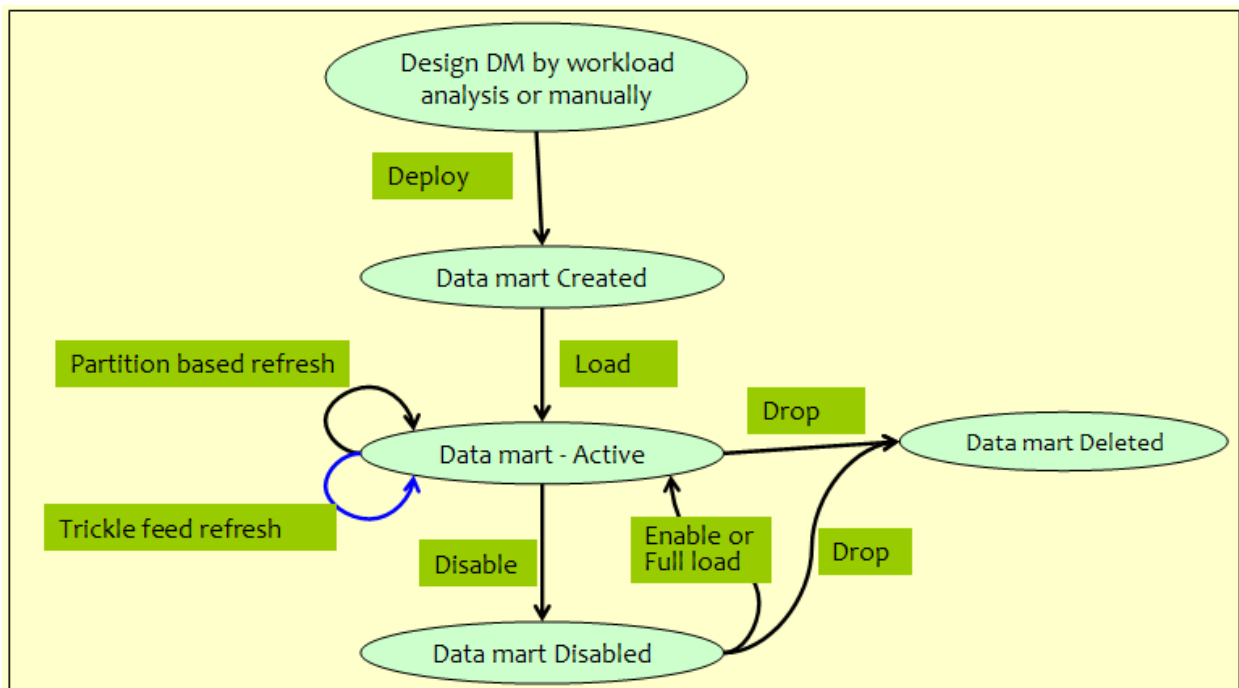 Design DM by workload
analysis or manually
Deploy
Data mart Created
Partition based refresh
Load
Drop
Data mart - Active
Data mart Deleted
Trickle feed refresh
Enable or
Full load
Drop
Disable
Data mart Disabled